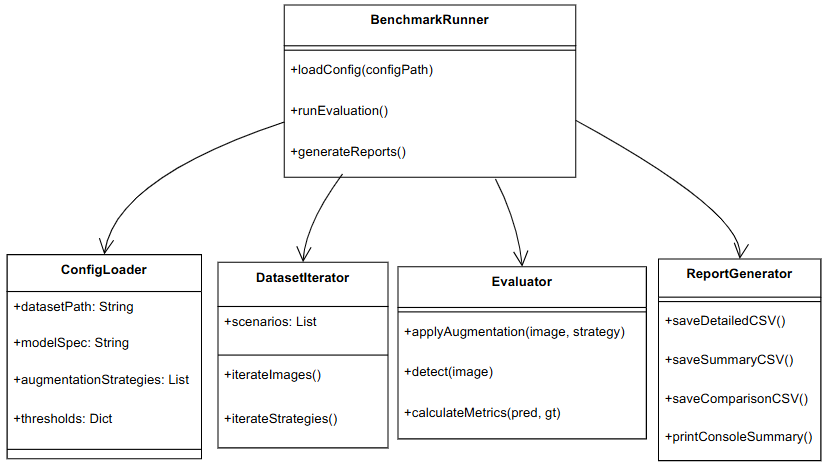 BenchmarkRunner
+loadConfig(configPath)
+runEvaluation()
+generateReports()
ConfigLoader
+datasetPath: String
+modelSpec: String
+augmentationStrategies: List
+thresholds: Dict
DatasetIterator
+scenarios: List
+iterateImages()
+iterateStrategies()
Evaluator
+applyAugmentation(image, strategy)
+detect(image)
+calculateMetrics(pred, gt)
ReportGenerator
+saveDetailedCSV()
+saveSummaryCSV()
+saveComparisonCSV()
+printConsoleSummary()